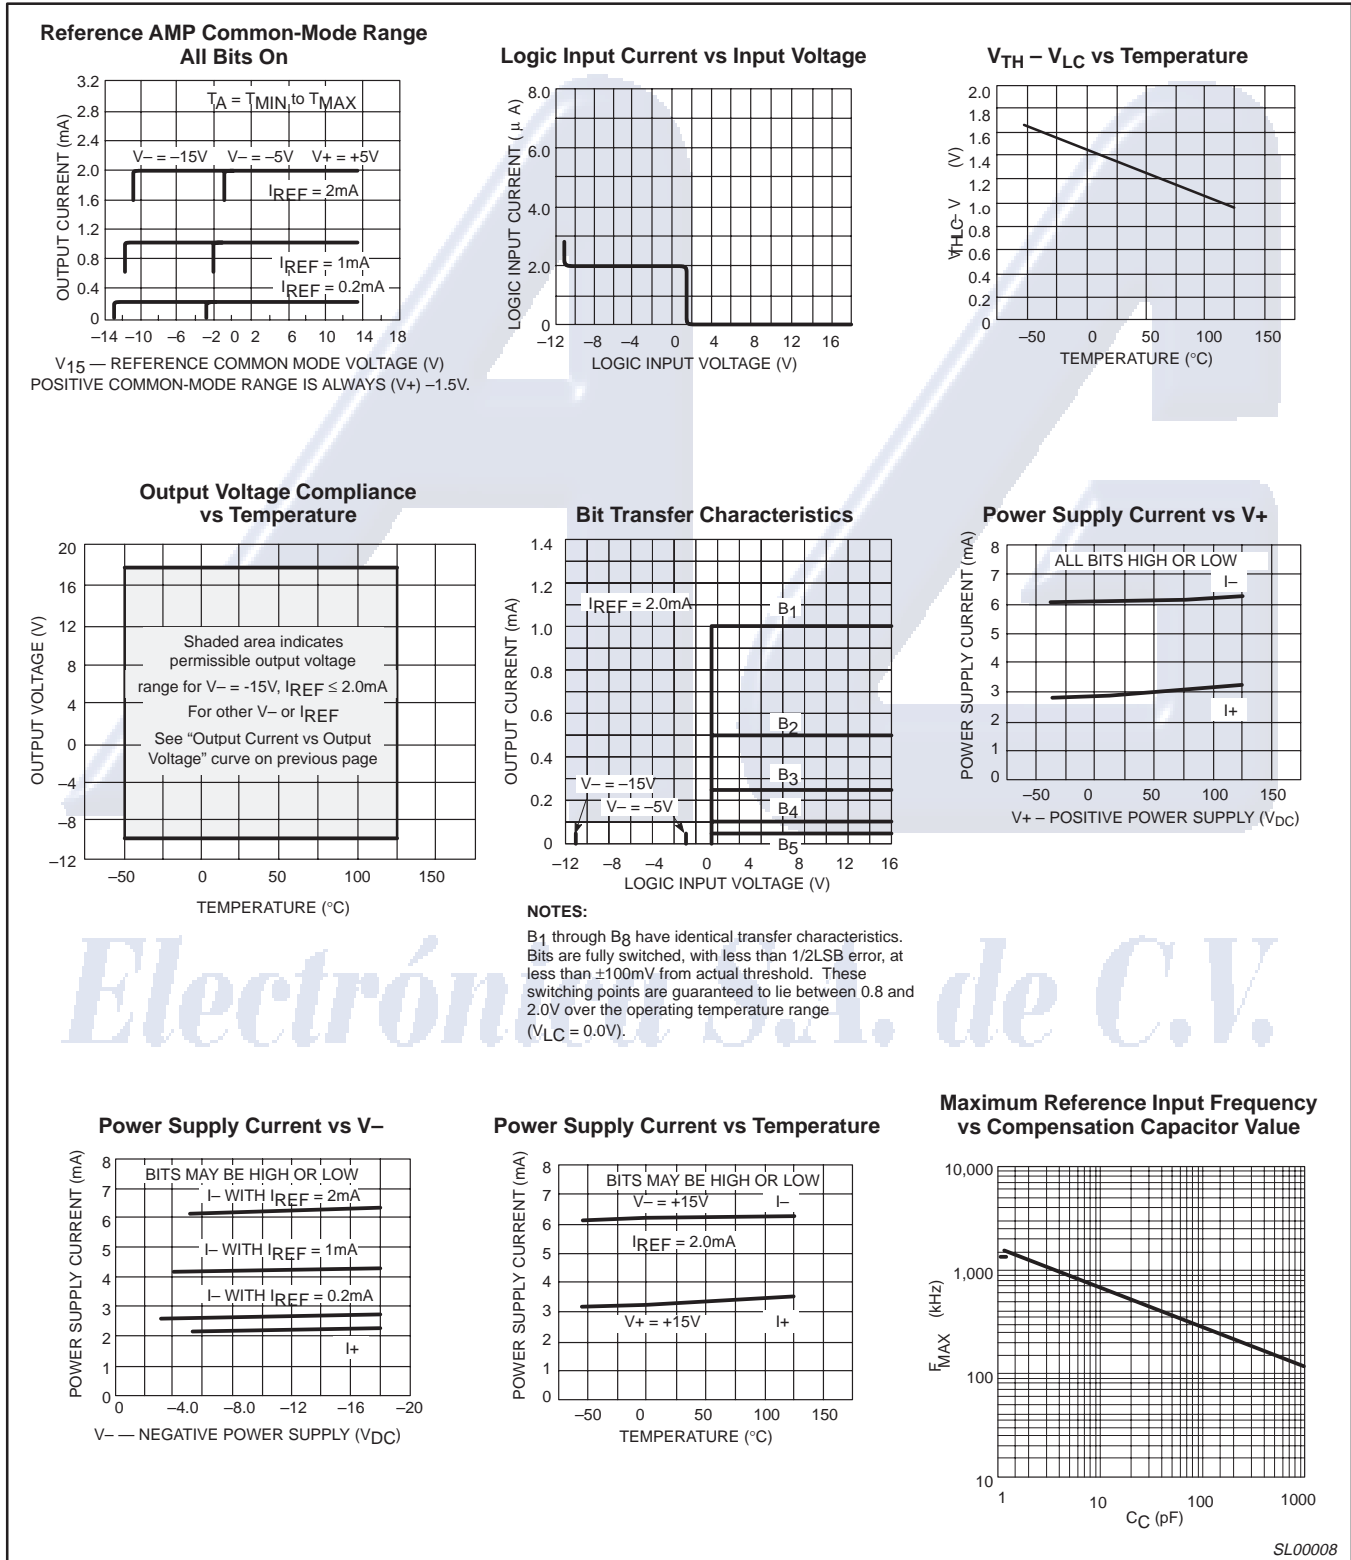 Reference AMP Common-Mode Range
All Bits On
3.2
2.8
2.4
2.0
1.6
1.2
0.8
0.4
0
OUTPUT CURRENT (mA)
TA = TMIN to TMAX
V– = –15V V– = –5V V+ = +5V
IREF = 2mA
IREF = 1mA
IREF = 0.2mA
–14 –10 –6 –2 0 2 6 10 14 18
V15 — REFERENCE COMMON MODE VOLTAGE (V)
POSITIVE COMMON-MODE RANGE IS ALWAYS (V+) –1.5V.
Logic Input Current vs Input Voltage
8.0
6.0
4.0
2.0
0
LOGIC INPUT CURRENT ( μ A)
–12 –8 –4 0 4 8 12 16
LOGIC INPUT VOLTAGE (V)
VTH – VLC vs Temperature
2.0
1.8
1.6
1.4
1.2
1.0
0.8
0.6
0.4
0.2
0
VTHLC– V (V)
–50 0 50 100 150
TEMPERATURE (°C)
Output Voltage Compliance
vs Temperature
20
16
12
8
4
0
–4
–8
–12
OUTPUT VOLTAGE (V)
Shaded area indicates
permissible output voltage
range for V– = -15V, IREF ≤ 2.0mA
For other V– or IREF
See “Output Current vs Output
Voltage” curve on previous page
–50 0 50 100 150
TEMPERATURE (°C)
Bit Transfer Characteristics
1.4
1.2
1.0
0.8
0.6
0.4
0.2
0
OUTPUT CURRENT (mA)
IREF = 2.0mA
B1
B2
B3
B4
B5
V– = –15V
V– = –5V
–12 –8 –4 0 4 8 12 16
LOGIC INPUT VOLTAGE (V)
NOTES:
B1 through B8 have identical transfer characteristics.
Bits are fully switched, with less than 1/2LSB error, at
less than ±100mV from actual threshold. These
switching points are guaranteed to lie between 0.8 and
2.0V over the operating temperature range
(VLC = 0.0V).
Power Supply Current vs V+
8
7
6
5
4
3
2
1
0
POWER SUPPLY CURRENT (mA)
ALL BITS HIGH OR LOW
I–
I+
–50 0 50 100 150
V+ – POSITIVE POWER SUPPLY (VDC)
Electrónica S.A. de C.V.
Power Supply Current vs V–
8
7
6
5
4
3
2
1
0
POWER SUPPLY CURRENT (mA)
BITS MAY BE HIGH OR LOW
I– WITH IREF = 2mA
I– WITH IREF = 1mA
I– WITH IREF = 0.2mA
I+
0 –4.0 –8.0 –12 –16 –20
V– — NEGATIVE POWER SUPPLY (VDC)
Power Supply Current vs Temperature
8
7
6
5
4
3
2
1
0
POWER SUPPLY CURRENT (mA)
BITS MAY BE HIGH OR LOW
V– = +15V I–
IREF = 2.0mA
V+ = +15V I+
–50 0 50 100 150
TEMPERATURE (°C)
Maximum Reference Input Frequency
vs Compensation Capacitor Value
10,000
1,000
100
10
FMAX (kHz)
1 10 100 1000
CC (pF)
SL00008